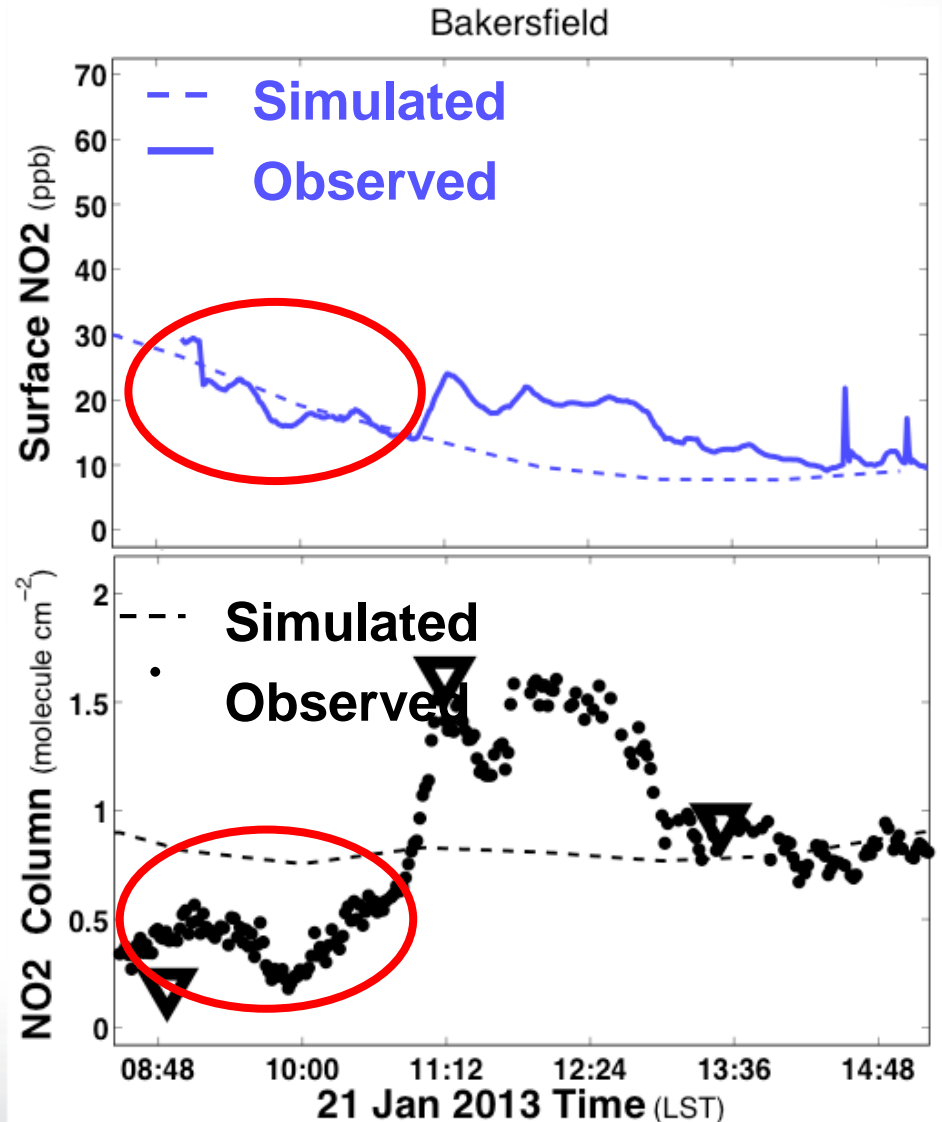 Bakersfield
Surface NO2 (ppb)
70
60
50
40
30
20
10
0
Simulated
Observed
NO2 Column (molecule cm⁻²)
2
1.5
1
0.5
0
Simulated
Observed
08:48 10:00 11:12 12:24 13:36 14:48
21 Jan 2013 Time (LST)